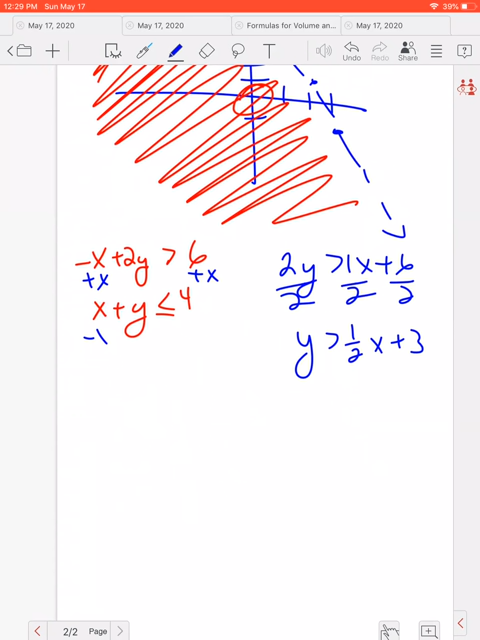 12:29 PM Sun May 17
39%
May 17, 2020
May 17, 2020
Formulas for Volume an...
May 17, 2020
Undo
Redo
Share
-x+2y > 6
+x +x
x+y ≤ 4
-x
2y > 1x + 6
2 2 2
y > 1/2 x + 3
2/2 Page